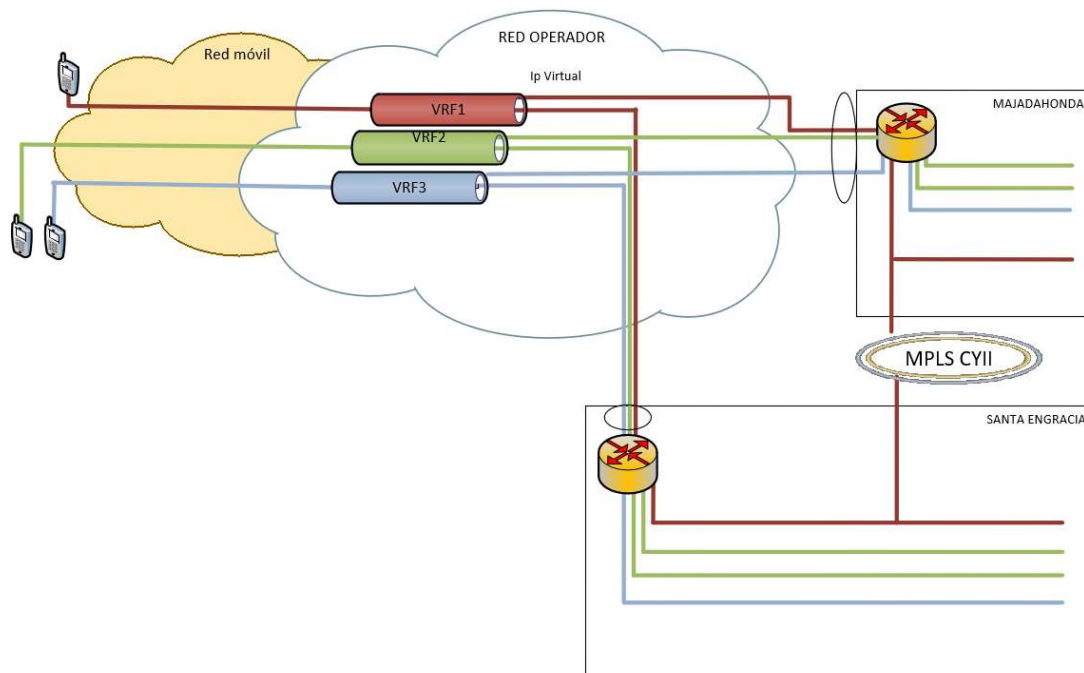 RED OPERADOR
Red móvil
Ip Virtual
VRF1
MAJADAHONDA
VRF2
VRF3
MPLS CYII
SANTA ENGRACIA